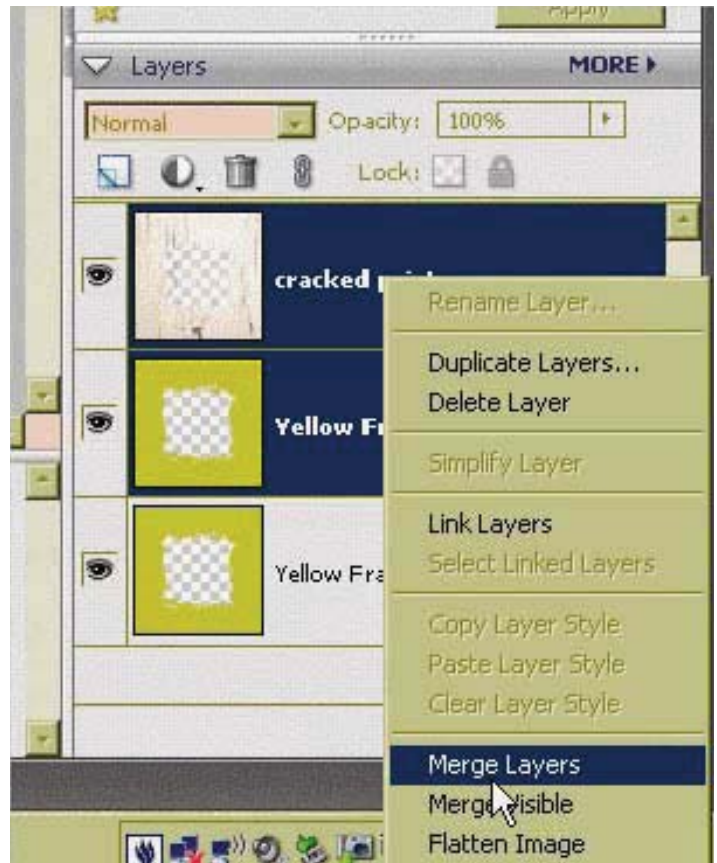 Apply
Layers MORE
Normal Opacity: 100%
Lock:
cracked
Yellow
Yellow
Rename Layer...
Duplicate Layers...
Delete Layer
Simplify Layer
Link Layers
Select Linked Layers
Copy Layer Style
Paste Layer Style
Clear Layer Style
Merge Layers
Merge Visible
Flatten Image